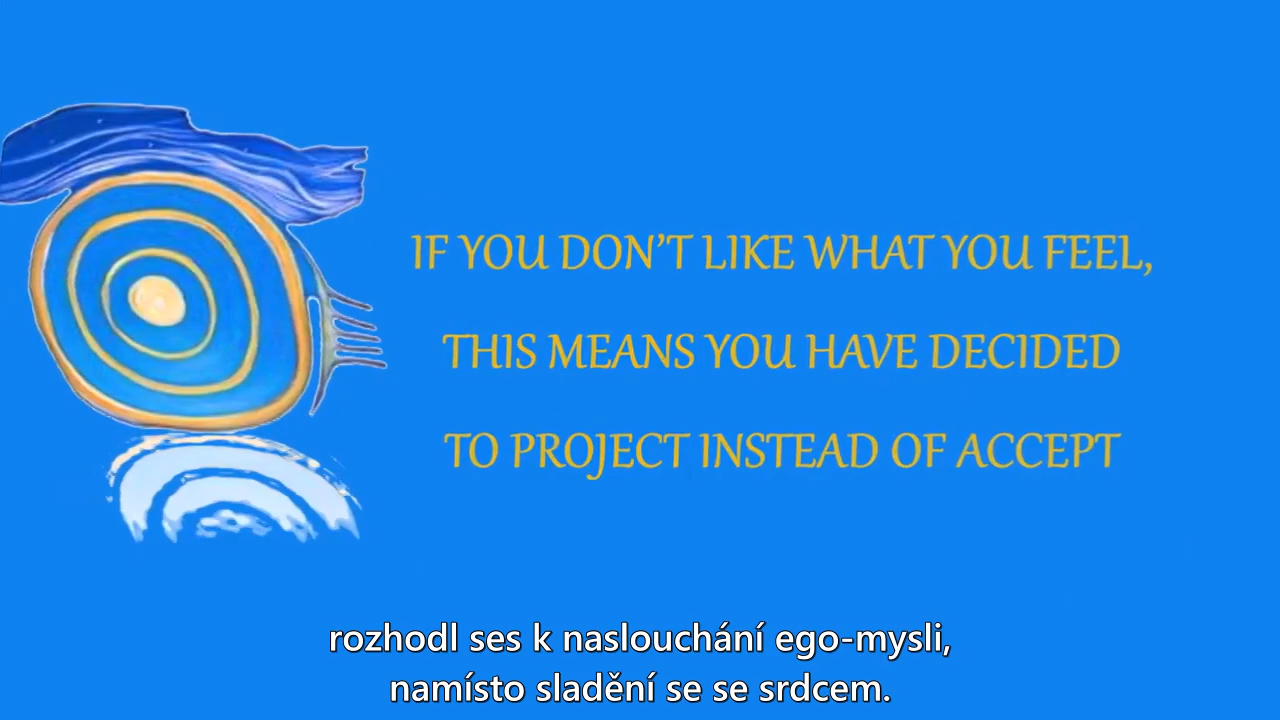 IF YOU DON'T LIKE WHAT YOU FEEL,
THIS MEANS YOU HAVE DECIDED
TO PROJECT INSTEAD OF ACCEPT
rozhodl ses k naslouchání ego-mysli,
namísto sladění se se srdcem.